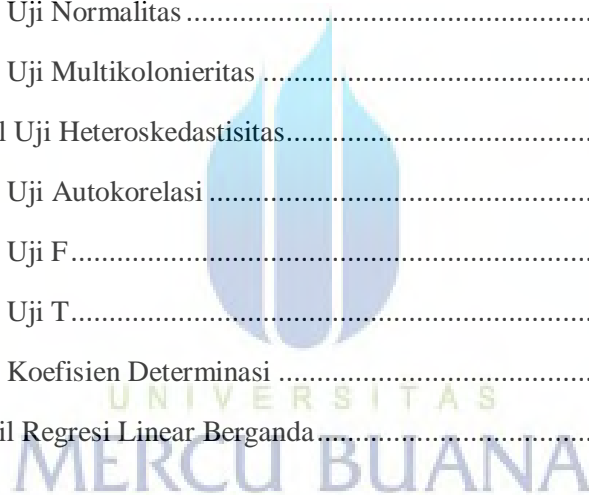 Uji Normalitas ......................................................
Uji Multikolonieritas ...........................................
l Uji Heteroskedastisitas........................................
Uji Autokorelasi ...................................................
Uji F.....................................................................
Uji T.....................................................................
Koefisien Determinasi .........................................
UNIVERSITAS
il Regresi Linear Berganda....................................
MERCU BUANA